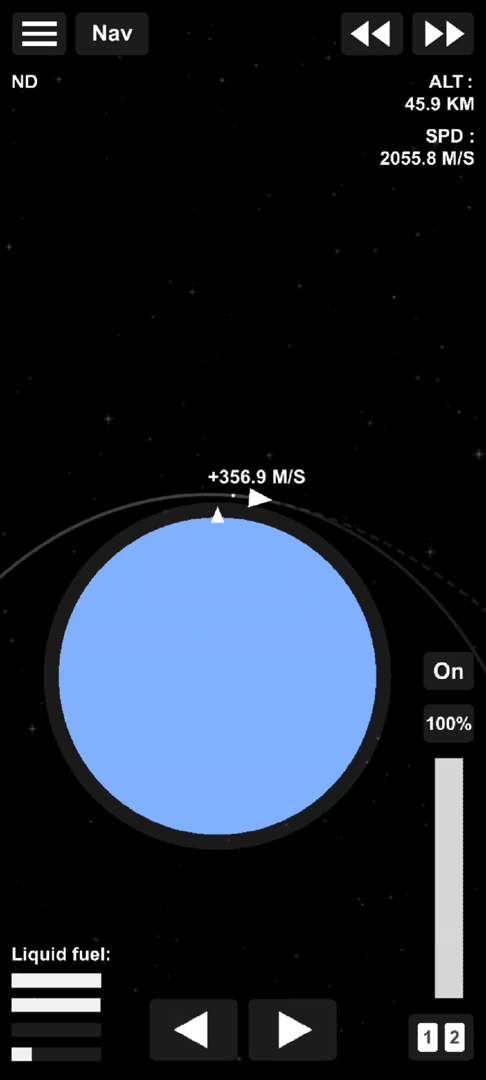 Nav
ND
ALT :
45.9 KM
SPD :
2055.8 M/S
+356.9 M/S
On
100%
Liquid fuel:
1 2